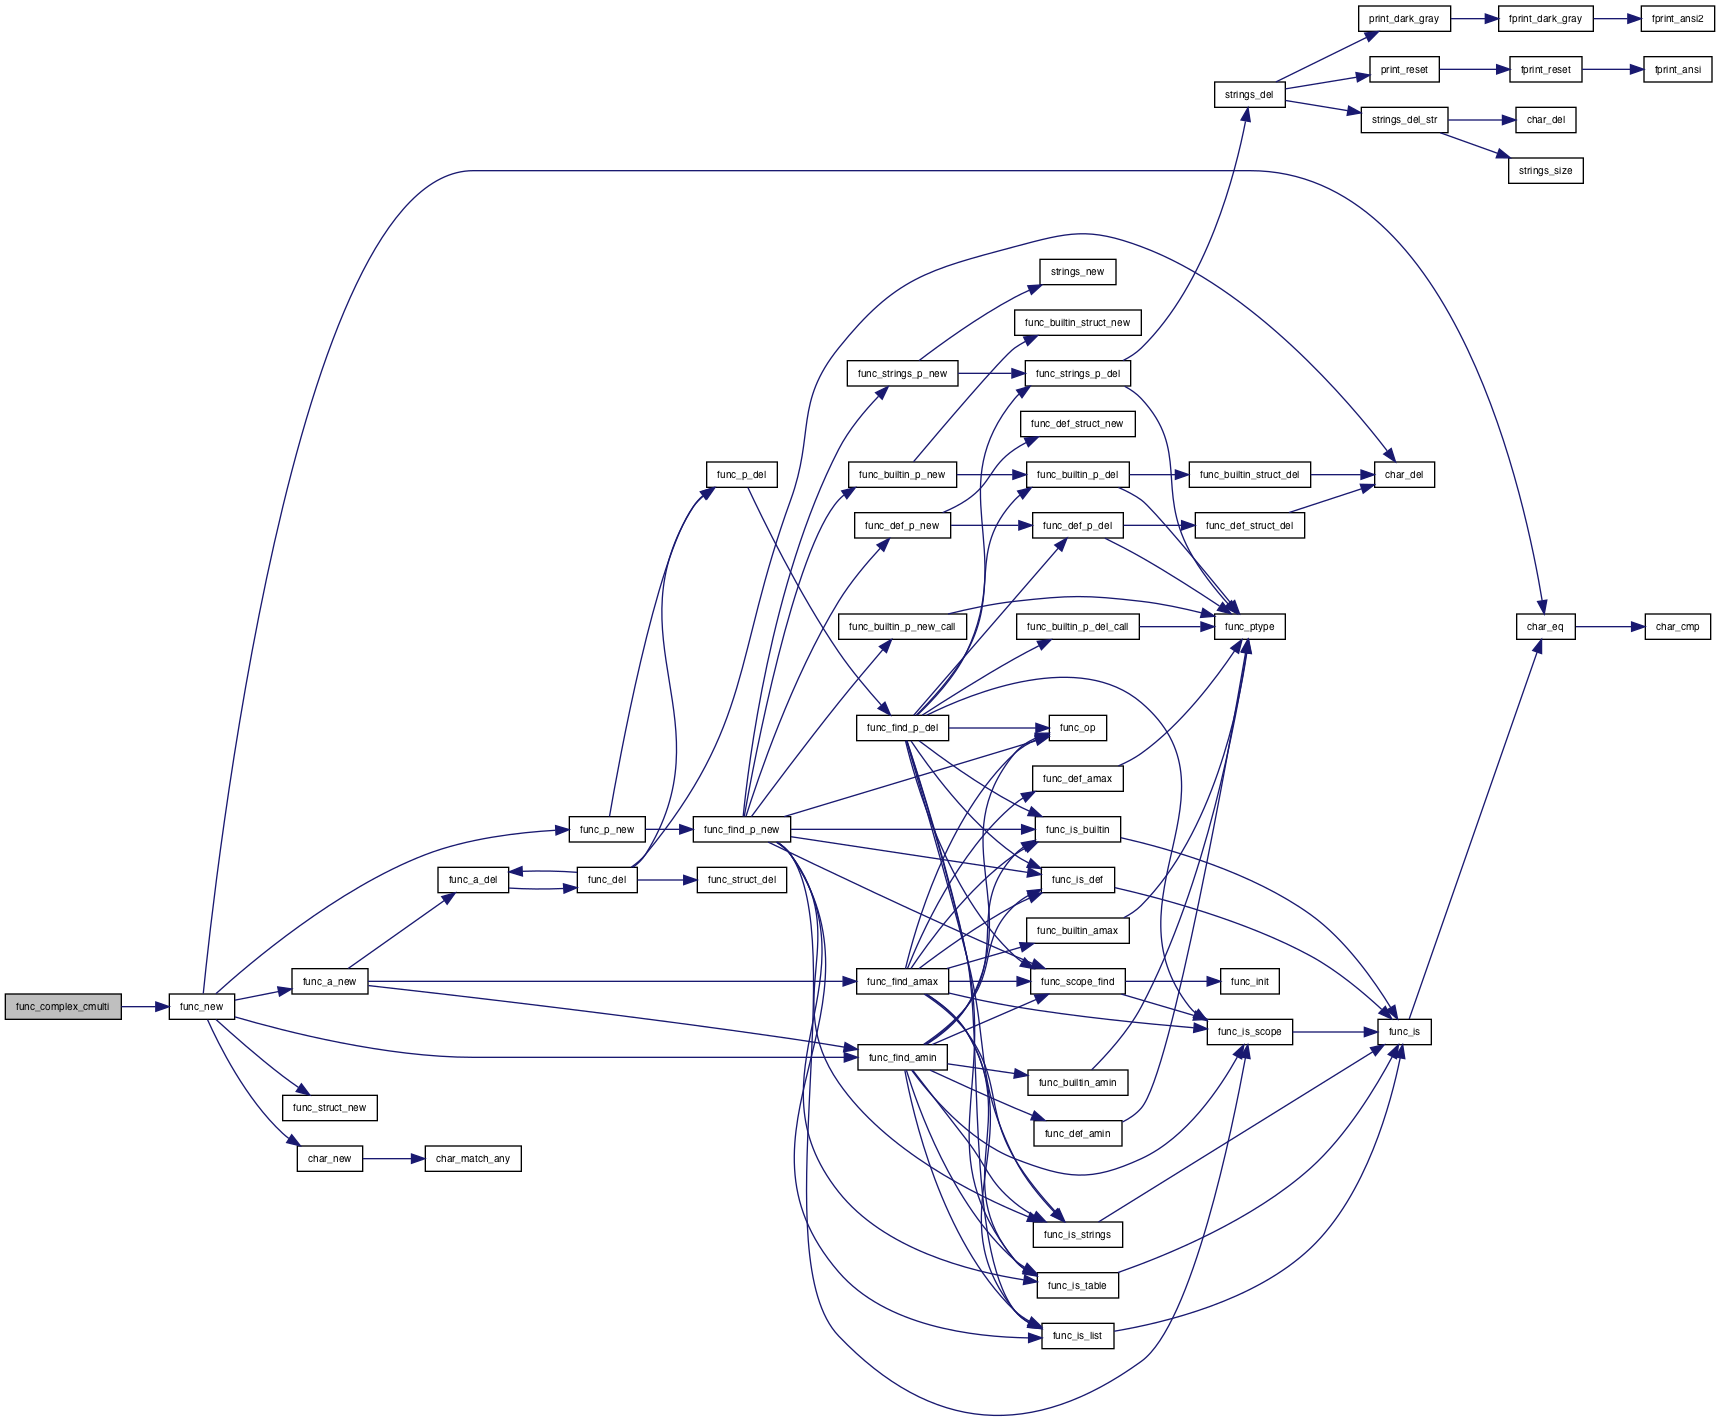 print_dark_gray
fprint_dark_gray
fprint_ansi2
print_reset
fprint_reset
fprint_ansi
strings_del
strings_del_str
char_del
strings_size
strings_new
func_builtin_struct_new
func_strings_p_new
func_strings_p_del
func_def_struct_new
func_p_del
func_builtin_p_new
func_builtin_p_del
func_builtin_struct_del
char_del
func_def_p_new
func_def_p_del
func_def_struct_del
func_builtin_p_new_call
func_builtin_p_del_call
func_ptype
char_eq
char_cmp
func_find_p_del
func_op
func_def_amax
func_p_new
func_find_p_new
func_is_builtin
func_a_del
func_del
func_struct_del
func_is_def
func_builtin_amax
func_a_new
func_find_amax
func_scope_find
func_init
func_complex_cmulti
func_new
func_is_scope
func_is
func_find_amin
func_builtin_amin
func_struct_new
func_def_amin
char_new
char_match_any
func_is_strings
func_is_table
func_is_list